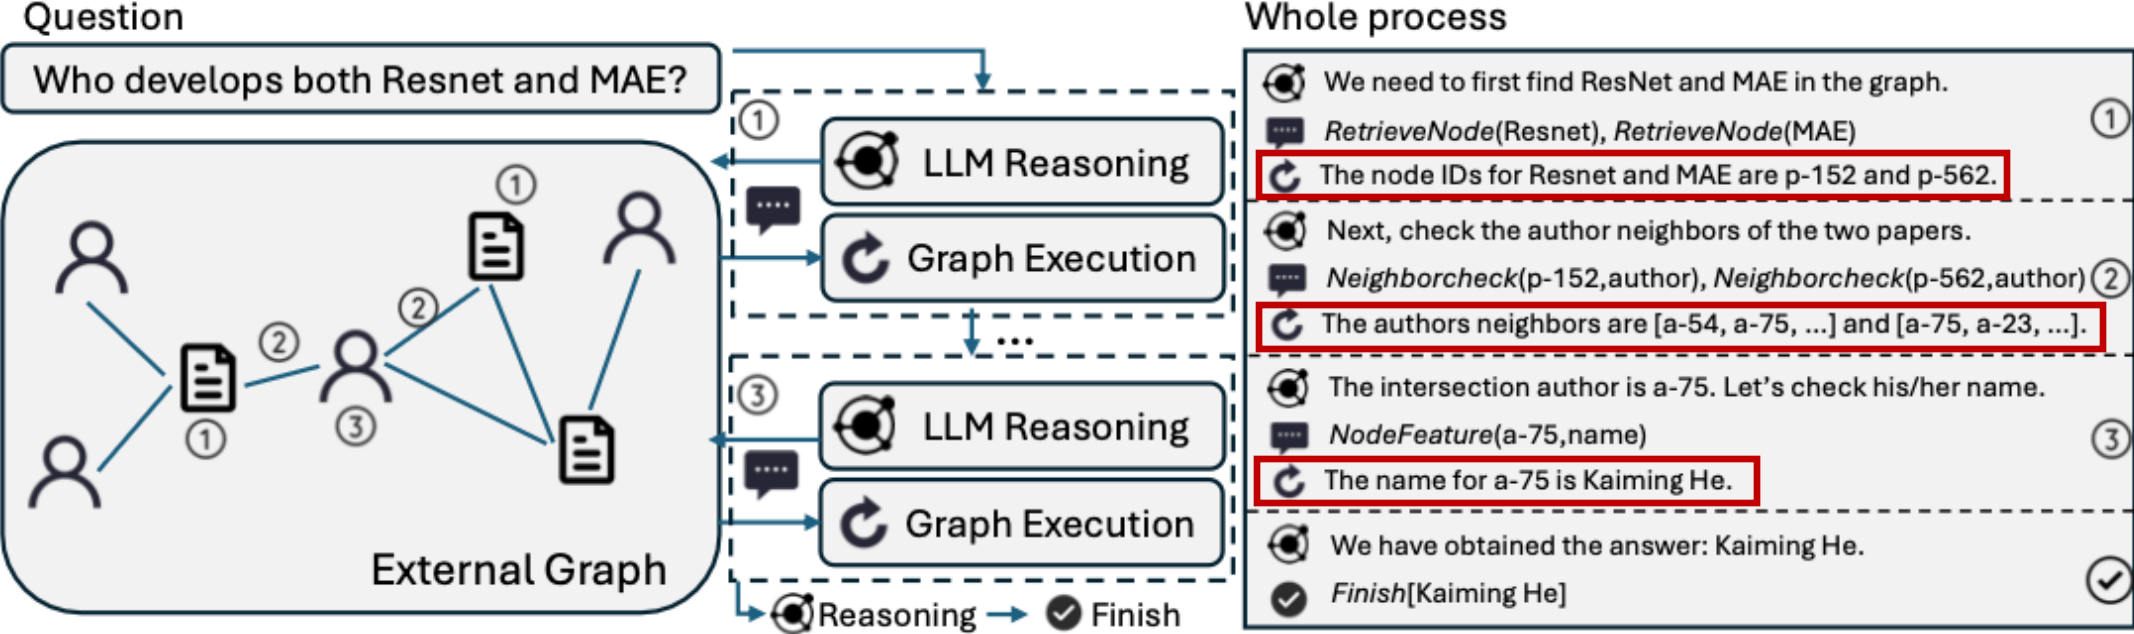 Question
Who develops both Resnet and MAE?
1
2
2
1
3
External Graph
1
LLM Reasoning
Graph Execution
...
3
LLM Reasoning
Graph Execution
Reasoning
Finish
Whole process
We need to first find ResNet and MAE in the graph.
RetrieveNode(Resnet), RetrieveNode(MAE)
1
The node IDs for Resnet and MAE are p-152 and p-562.
Next, check the author neighbors of the two papers.
Neighborcheck(p-152,author), Neighborcheck(p-562,author)
2
The authors neighbors are [a-54, a-75, ...] and [a-75, a-23, ...].
The intersection author is a-75. Let's check his/her name.
NodeFeature(a-75,name)
3
The name for a-75 is Kaiming He.
We have obtained the answer: Kaiming He.
Finish[Kaiming He]